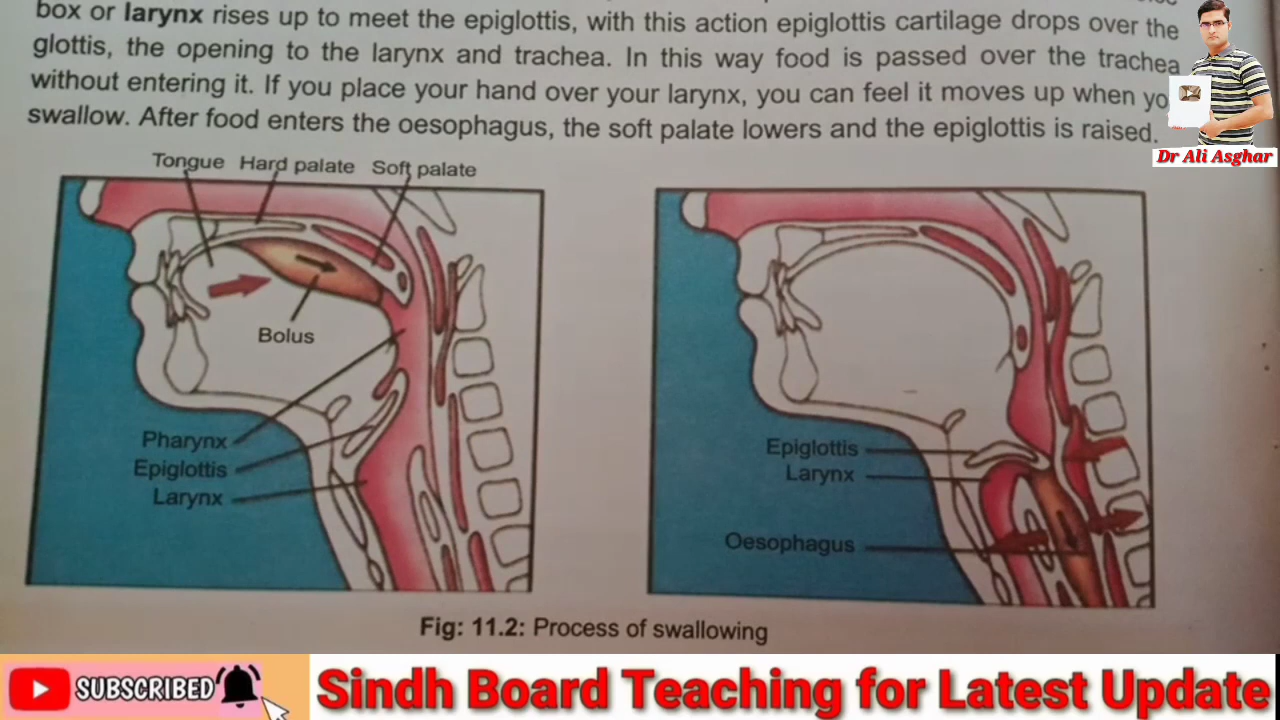 box or larynx rises up to meet the epiglottis, with this action epiglottis cartilage drops over the
glottis, the opening to the larynx and trachea. In this way food is passed over the trachea
without entering it. If you place your hand over your larynx, you can feel it moves up when yo
swallow. After food enters the oesophagus, the soft palate lowers and the epiglottis is raised.
Dr Ali Asghar
Tongue Hard palate Soft palate
Bolus
Pharynx
Epiglottis
Larynx
Epiglottis
Larynx
Oesophagus
Fig: 11.2: Process of swallowing
SUBSCRIBED
Sindh Board Teaching for Latest Update